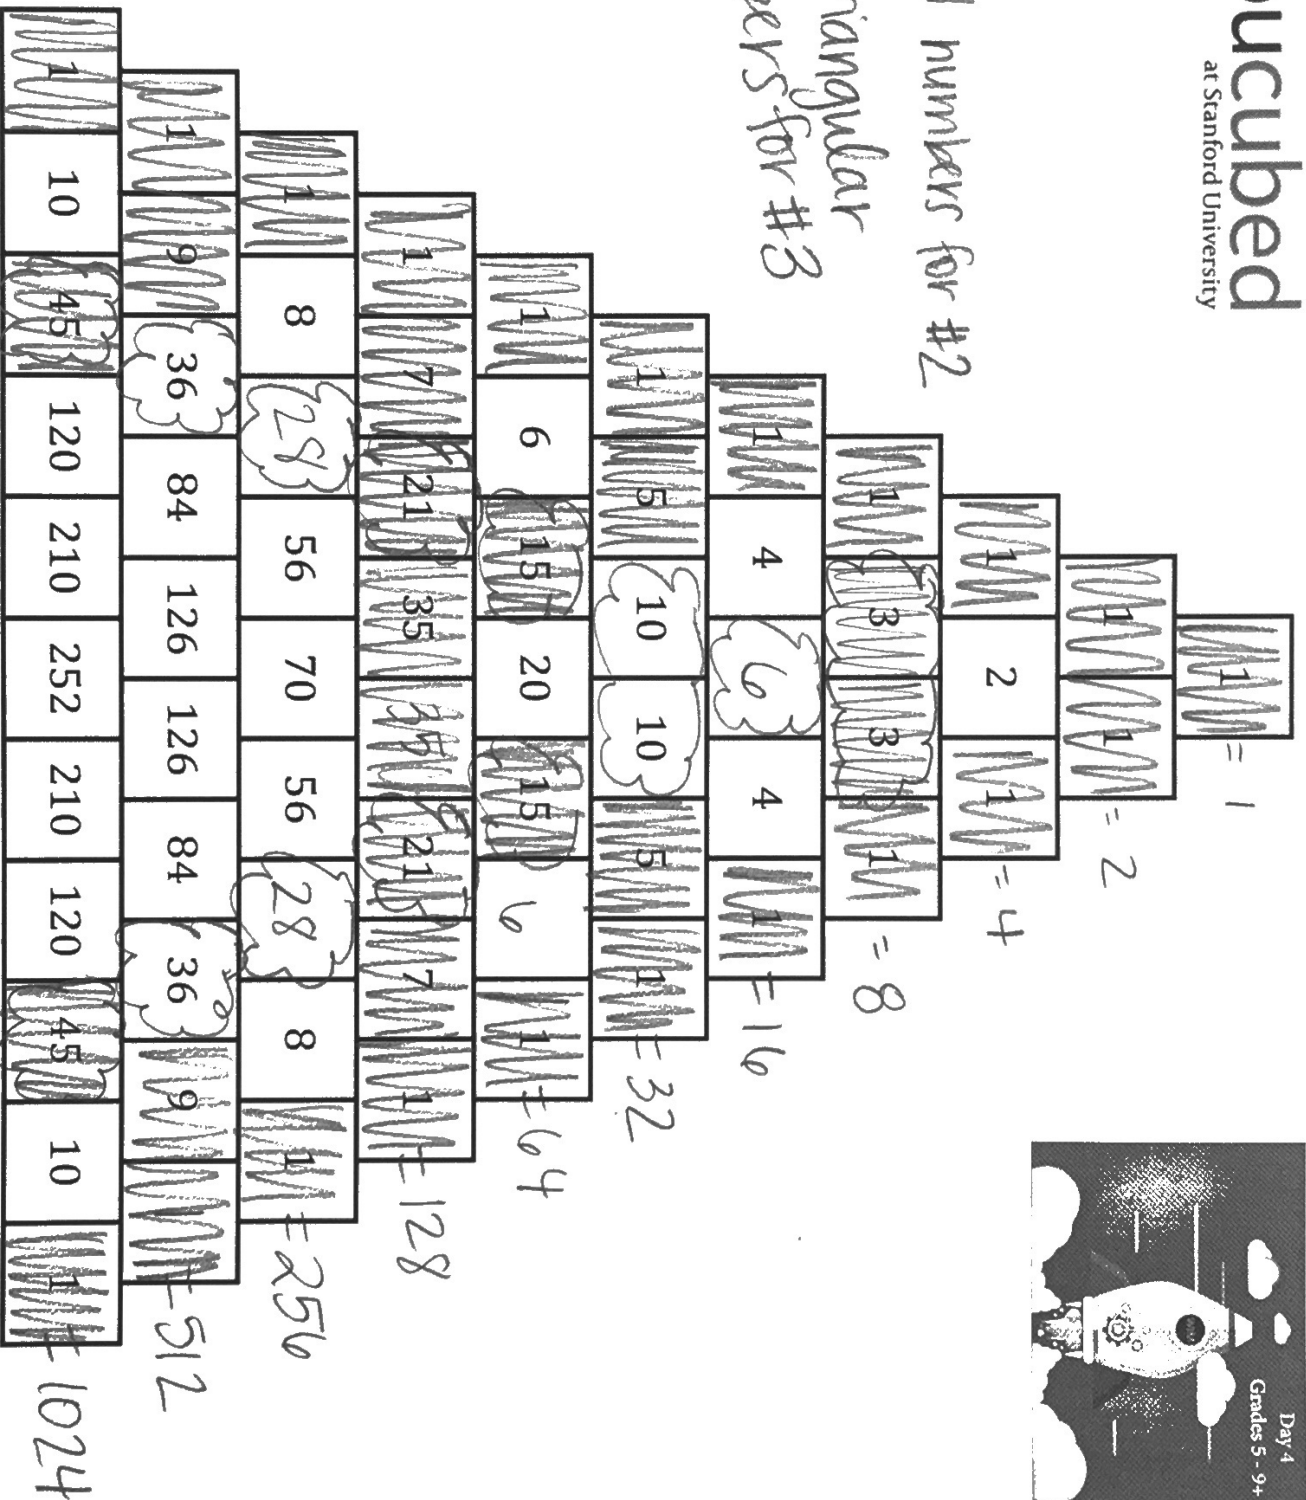 oucubed
at Stanford University
Day 4
Grades 5 - 9+
numbers for #2
iangular
bers for #3
1 = 1
1 1 = 2
1 2 1 = 4
1 3 3 1 = 8
1 4 6 4 1 = 16
1 5 10 10 5 1 = 32
1 6 15 20 15 6 1 = 64
1 7 21 35 35 21 7 1 = 128
1 8 28 56 70 56 28 8 1 = 256
1 9 36 84 126 126 84 36 9 = 512
1 10 45 120 210 252 210 120 45 10 1 = 1024